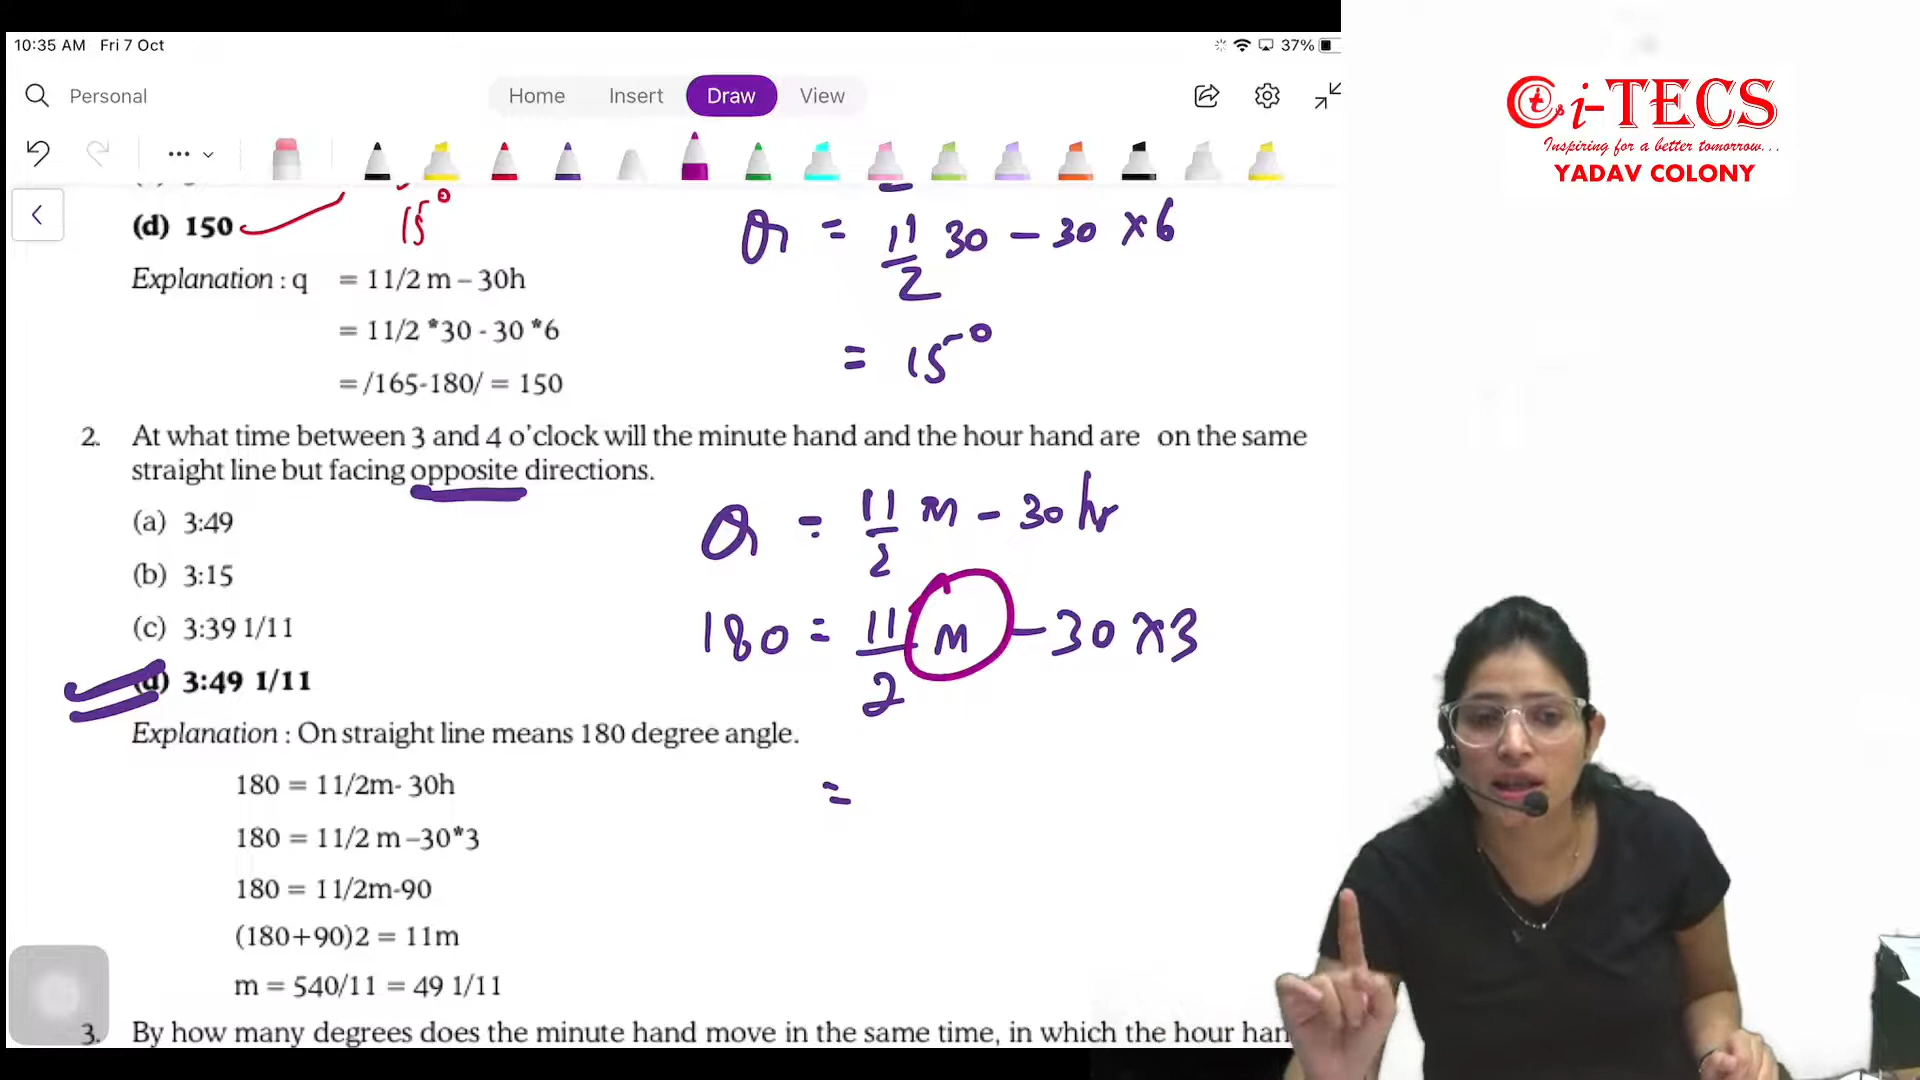 10:35 AM Fri 7 Oct
37%
Personal
Home Insert Draw View
i-TECS
Inspiring for a better tomorrow...
YADAV COLONY
(d) 150
15°
θ = 11/2 30 – 30 × 6
Explanation : q = 11/2 m – 30h
= 11/2 *30 - 30 *6
= 15°
= /165-180/ = 150
2. At what time between 3 and 4 o'clock will the minute hand and the hour hand are on the same
straight line but facing opposite directions.
(a) 3:49
θ = 11/2 M – 30 hr
(b) 3:15
(c) 3:39 1/11
180 = 11/2 M – 30 × 3
(d) 3:49 1/11
Explanation : On straight line means 180 degree angle.
180 = 11/2m- 30h
=
180 = 11/2 m –30*3
180 = 11/2m-90
(180+90)2 = 11m
m = 540/11 = 49 1/11
3. By how many degrees does the minute hand move in the same time, in which the hour han